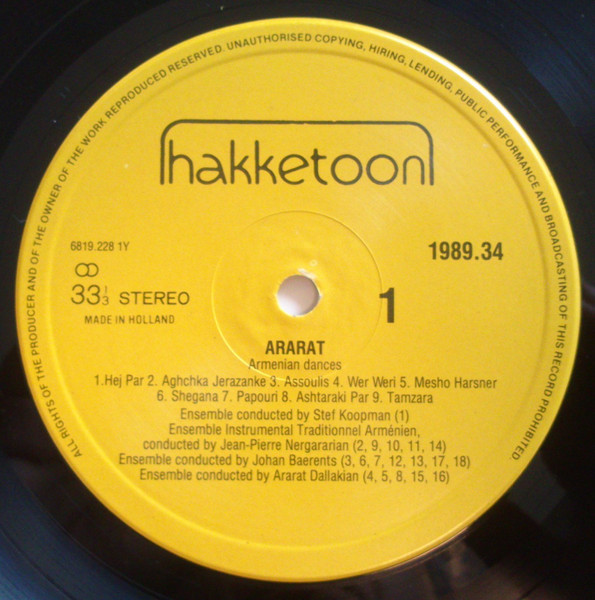 ALL RIGHTS OF THE PRODUCER AND OF THE OWNER OF THE WORK REPRODUCED RESERVED. UNAUTHORISED COPYING, HIRING, LENDING, PUBLIC PERFORMANCE AND BROADCASTING OF THIS RECORD PROHIBITED
hakketoon
6819.228 1Y
1989.34
33 1/3 STEREO
1
MADE IN HOLLAND
ARARAT
Armenian dances
1.Hej Par 2. Aghchka Jerazanke 3. Assoulis 4. Wer Weri 5. Mesho Harsner
6. Shegana 7. Papouri 8. Ashtaraki Par 9. Tamzara
Ensemble conducted by Stef Koopman (1)
Ensemble Instrumental Traditionnel Arménien,
conducted by Jean-Pierre Nergararian (2, 9, 10, 11, 14)
Ensemble conducted by Johan Baerents (3, 6, 7, 12, 13, 17, 18)
Ensemble conducted by Ararat Dallakian (4, 5, 8, 15, 16)